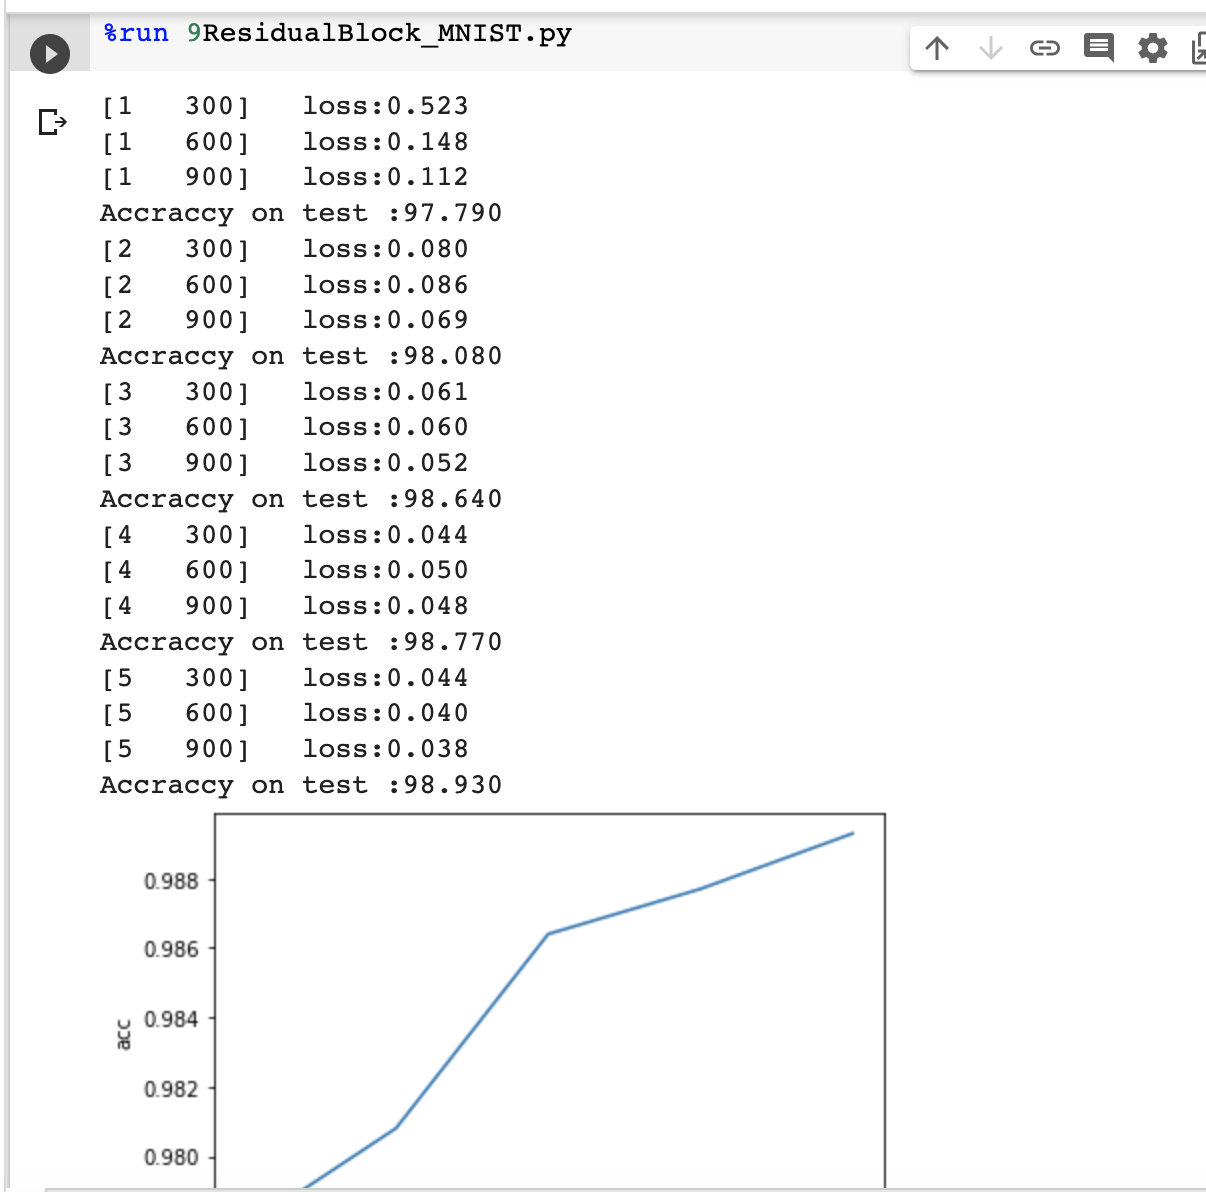 %run 9ResidualBlock_MNIST.py
[1   300]   loss:0.523
[1   600]   loss:0.148
[1   900]   loss:0.112
Accraccy on test :97.790
[2   300]   loss:0.080
[2   600]   loss:0.086
[2   900]   loss:0.069
Accraccy on test :98.080
[3   300]   loss:0.061
[3   600]   loss:0.060
[3   900]   loss:0.052
Accraccy on test :98.640
[4   300]   loss:0.044
[4   600]   loss:0.050
[4   900]   loss:0.048
Accraccy on test :98.770
[5   300]   loss:0.044
[5   600]   loss:0.040
[5   900]   loss:0.038
Accraccy on test :98.930
0.988
0.986
0.984
acc
0.982
0.980